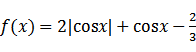 f(x) = 2|cosx| + cosx − 2/3